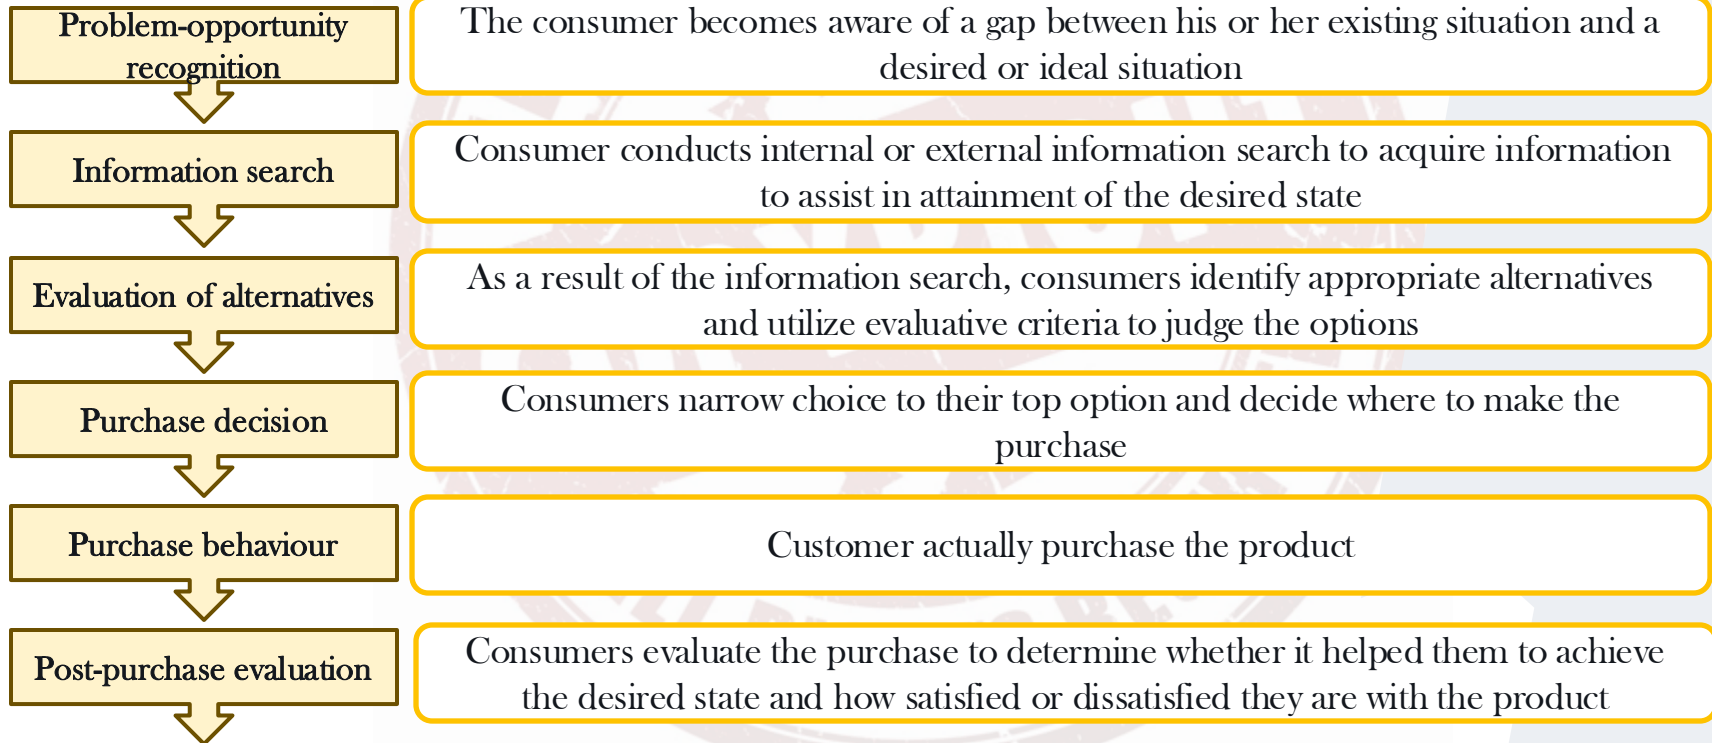 Problem-opportunity
recognition
The consumer becomes aware of a gap between his or her existing situation and a
desired or ideal situation
Information search
Consumer conducts internal or external information search to acquire information
to assist in attainment of the desired state
Evaluation of alternatives
As a result of the information search, consumers identify appropriate alternatives
and utilize evaluative criteria to judge the options
Purchase decision
Consumers narrow choice to their top option and decide where to make the
purchase
Purchase behaviour
Customer actually purchase the product
Post-purchase evaluation
Consumers evaluate the purchase to determine whether it helped them to achieve
the desired state and how satisfied or dissatisfied they are with the product